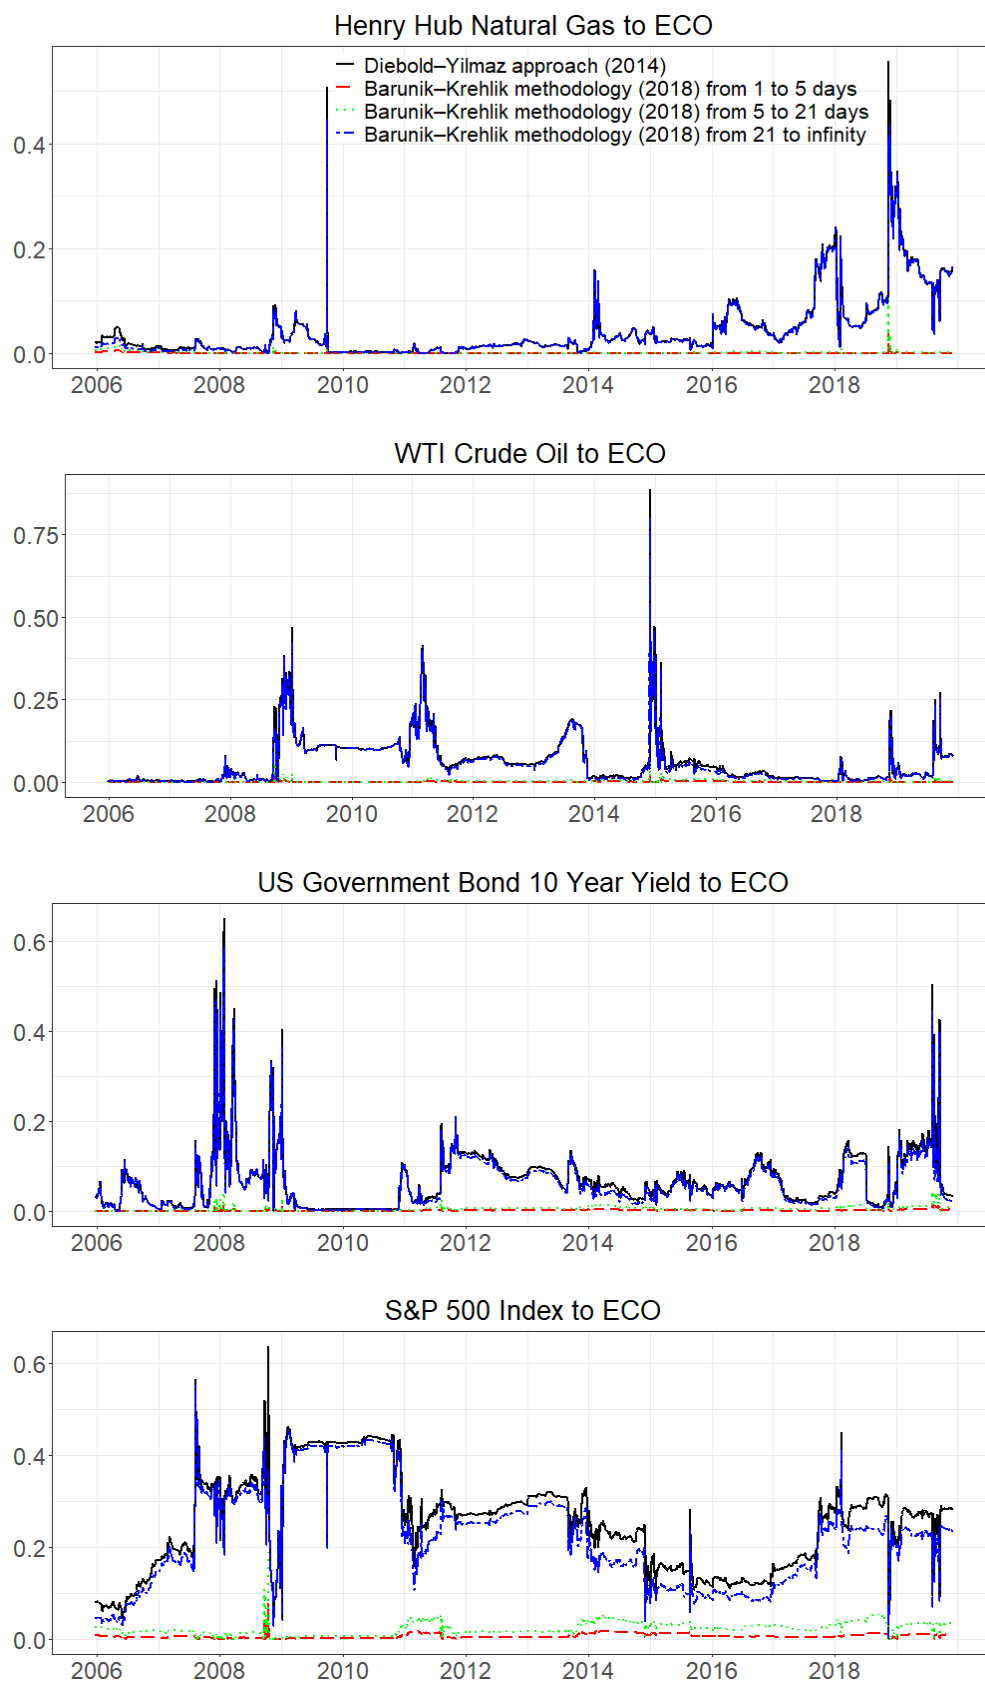 Henry Hub Natural Gas to ECO
Diebold–Yilmaz approach (2014)
Barunik–Krehlik methodology (2018) from 1 to 5 days
Barunik–Krehlik methodology (2018) from 5 to 21 days
Barunik–Krehlik methodology (2018) from 21 to infinity
0.4
0.2
0.0
2006 2008 2010 2012 2014 2016 2018
WTI Crude Oil to ECO
0.75
0.50
0.25
0.00
2006 2008 2010 2012 2014 2016 2018
US Government Bond 10 Year Yield to ECO
0.6
0.4
0.2
0.0
2006 2008 2010 2012 2014 2016 2018
S&P 500 Index to ECO
0.6
0.4
0.2
0.0
2006 2008 2010 2012 2014 2016 2018